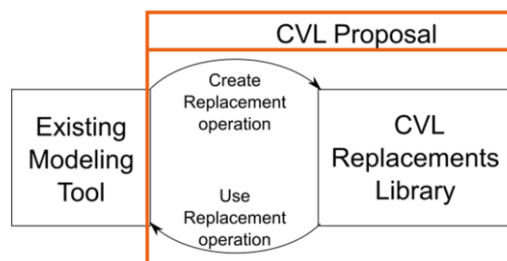 CVL Proposal
Create
Replacement
operation
Existing
Modeling
Tool
CVL
Replacements
Library
Use
Replacement
operation